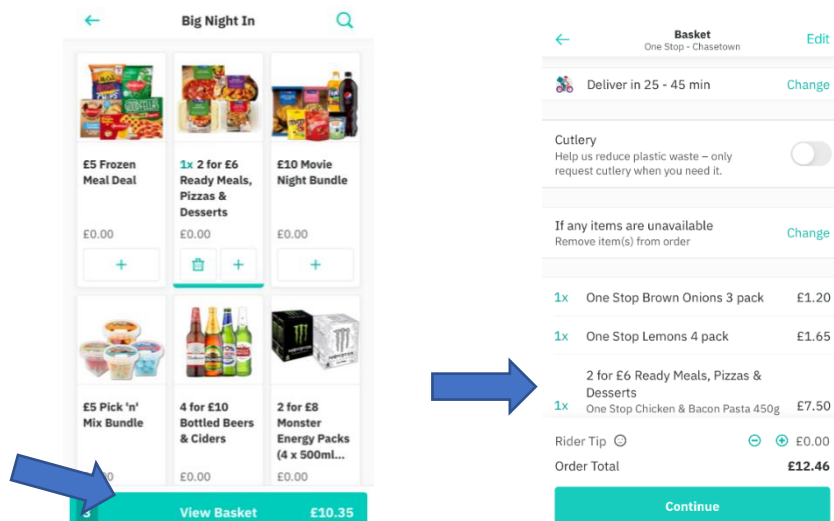 Big Night In
£5 Frozen
Meal Deal
£0.00
+
1x 2 for £6
Ready Meals,
Pizzas &
Desserts
£0.00
+
£10 Movie
Night Bundle
£0.00
+
£5 Pick 'n'
Mix Bundle
4 for £10
Bottled Beers
& Ciders
£0.00
2 for £8
Monster
Energy Packs
(4 x 500ml...
£0.00
View Basket £10.35
Basket
One Stop - Chasetown
Edit
Deliver in 25 - 45 min Change
Cutlery
Help us reduce plastic waste – only
request cutlery when you need it.
If any items are unavailable
Remove item(s) from order
Change
1x One Stop Brown Onions 3 pack £1.20
1x One Stop Lemons 4 pack £1.65
2 for £6 Ready Meals, Pizzas &
Desserts
1x One Stop Chicken & Bacon Pasta 450g £7.50
Rider Tip £0.00
Order Total £12.46
Continue